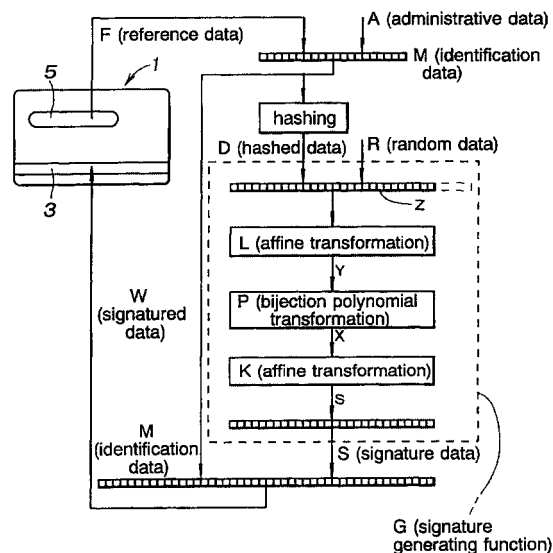 A (administrative data)
F (reference data)
M (identification
data)
1
5
hashing
D (hashed data)
R (random data)
3
z
L (affine transformation)
Y
W
(signatured
data)
P (bijection polynomial
transformation)
X
K (affine transformation)
S
M
(identification
data)
S (signature data)
G (signature
generating function)